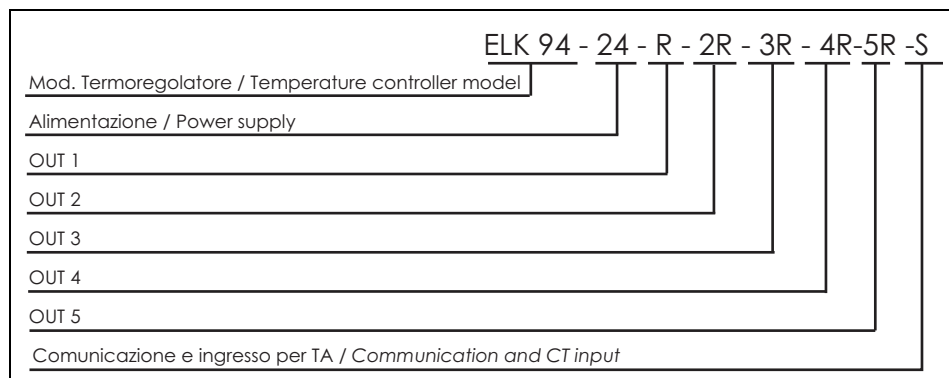 ELK 94 - 24 - R - 2R - 3R - 4R-5R -S
Mod. Termoregolatore / Temperature controller model
Alimentazione / Power supply
OUT 1
OUT 2
OUT 3
OUT 4
OUT 5
Comunicazione e ingresso per TA / Communication and CT input